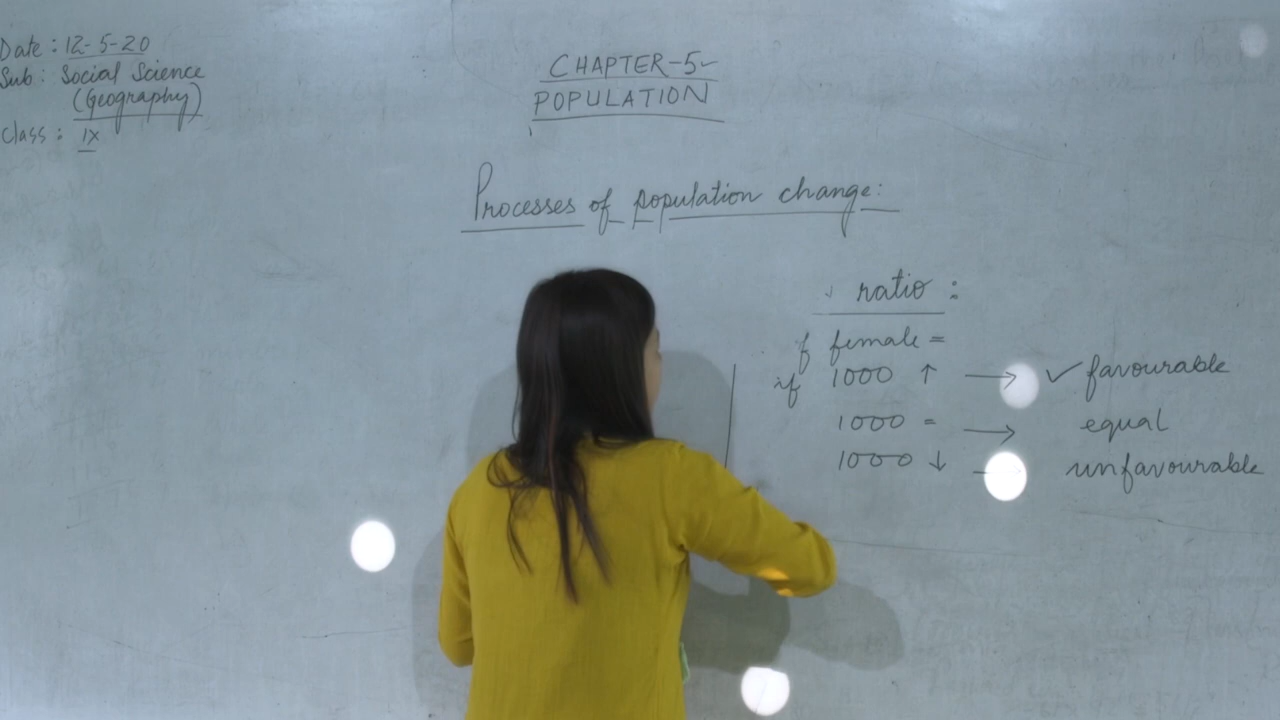 Date : 12-5-20
Sub : Social Science
(Geography)
Class : IX
CHAPTER-5
POPULATION
Processes of population change:
ratio :
if female =
if 1000 ↑ → ✓ favourable
1000 = → equal
1000 ↓ → unfavourable